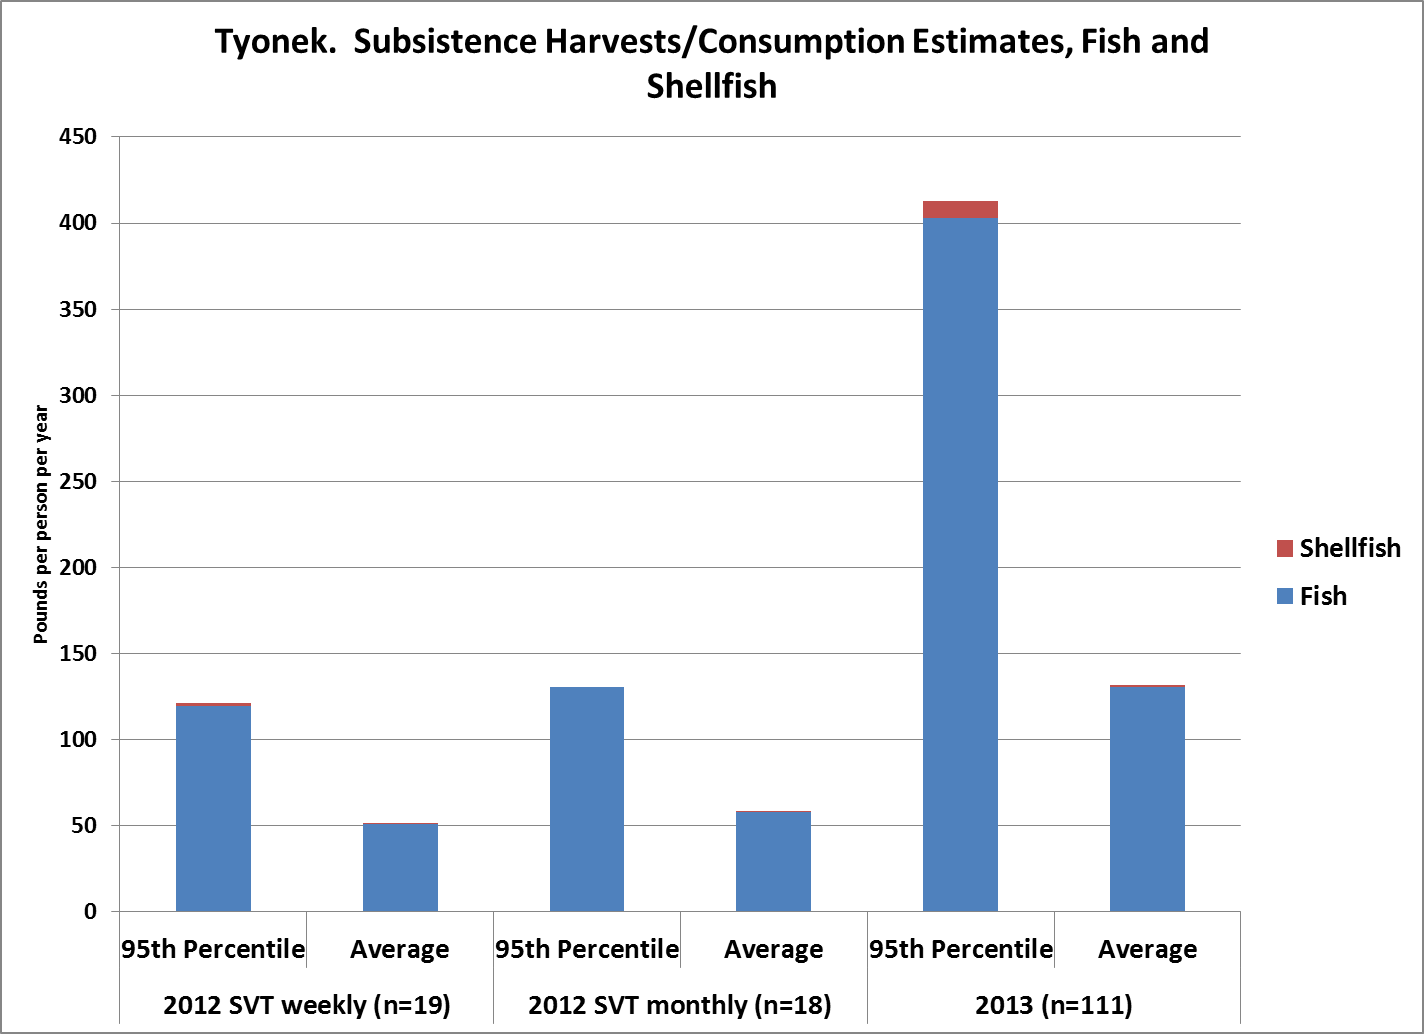 Tyonek.  Subsistence Harvests/Consumption Estimates, Fish and
Shellfish
Pounds per person per year
450
400
350
300
250
200
150
100
50
0
95th Percentile
Average
95th Percentile
Average
95th Percentile
Average
2012 SVT weekly (n=19)
2012 SVT monthly (n=18)
2013 (n=111)
Shellfish
Fish